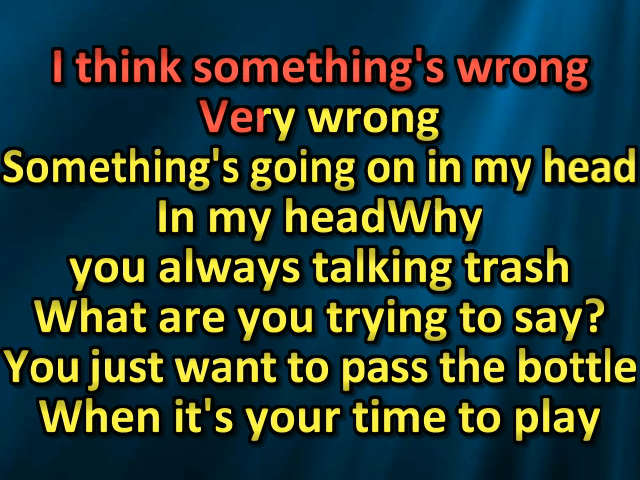 I think something's wrong
Very wrong
Something's going on in my head
In my headWhy
you always talking trash
What are you trying to say?
You just want to pass the bottle
When it's your time to play